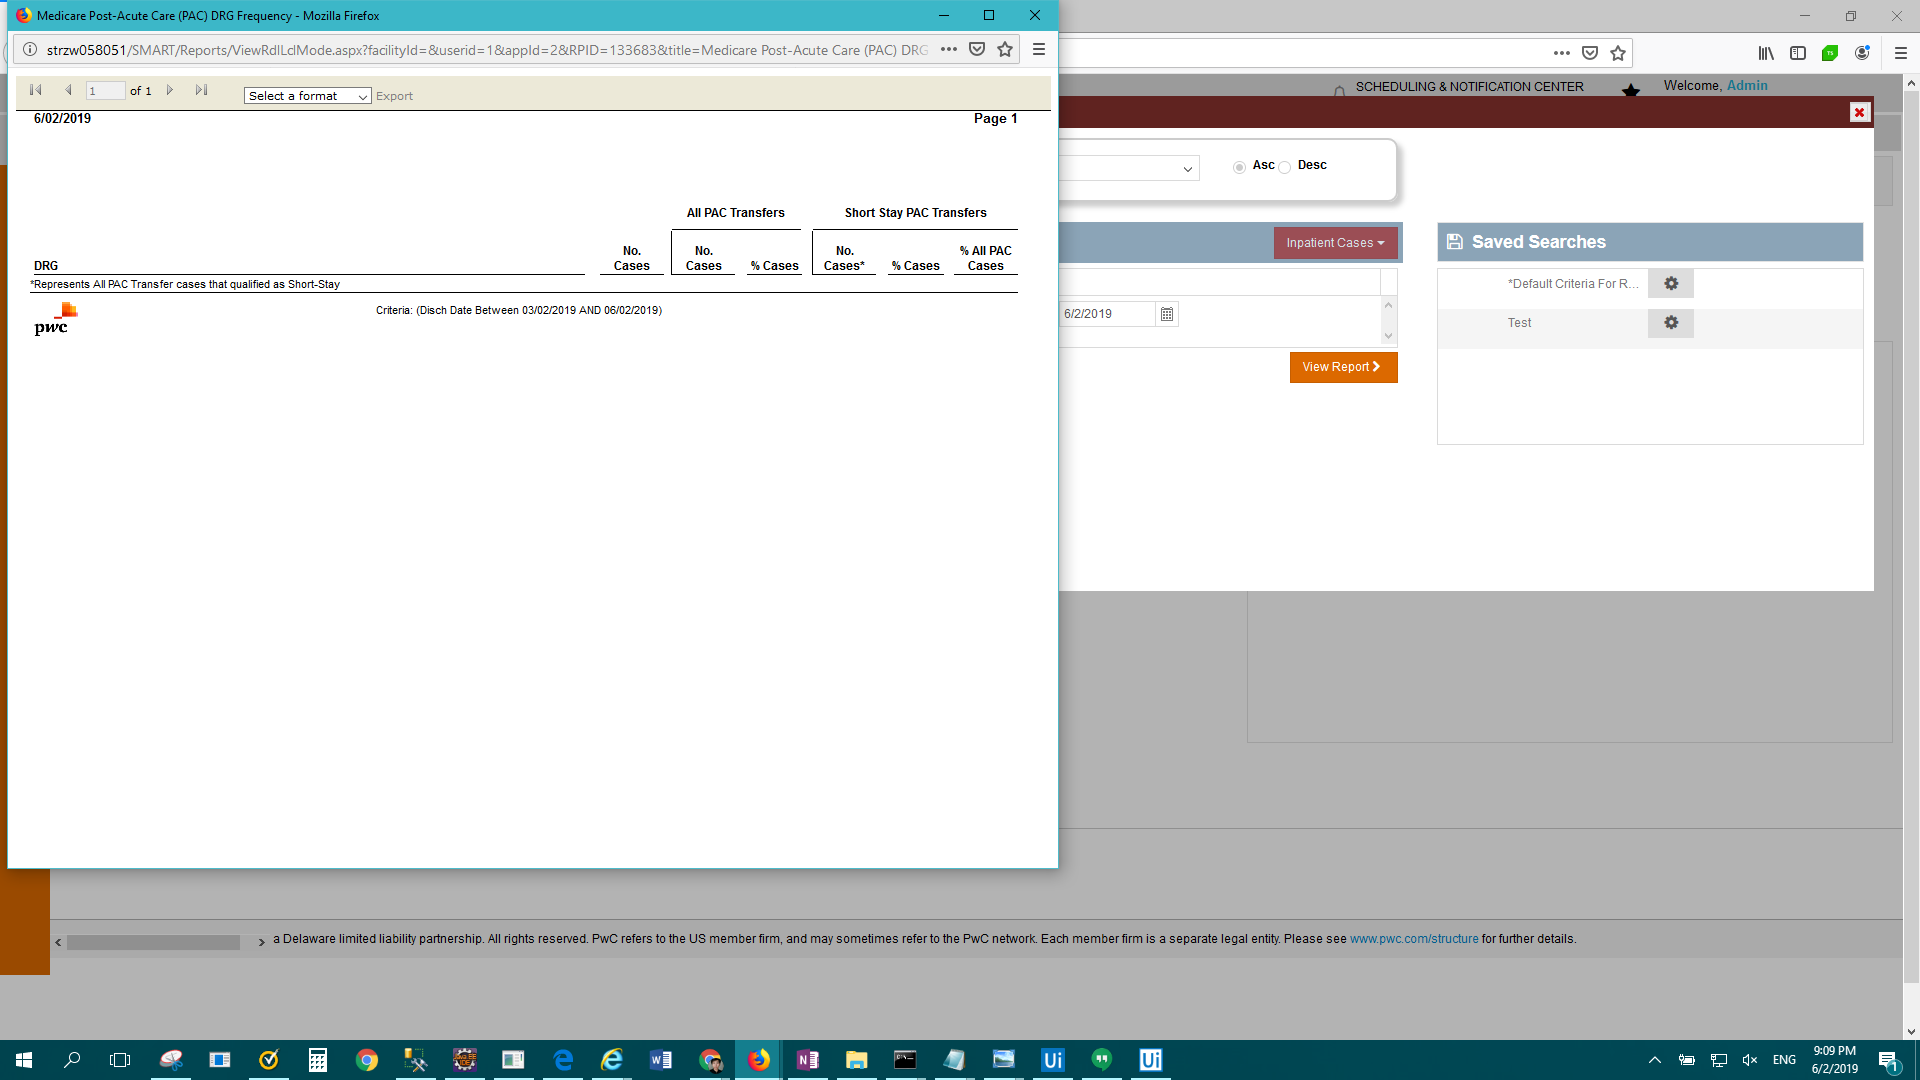 Medicare Post-Acute Care (PAC) DRG Frequency - Mozilla Firefox
strzw058051/SMART/Reports/ViewRdlLclMode.aspx?facilityId=&userid=1&appId=2&RPID=133683&title=Medicare Post-Acute Care (PAC) DRG
1 of 1
Select a format
Export
6/02/2019
Page 1
All PAC Transfers
Short Stay PAC Transfers
DRG
No. Cases
No. Cases
% Cases
No. Cases*
% Cases
% All PAC Cases
*Represents All PAC Transfer cases that qualified as Short-Stay
pwc
Criteria: (Disch Date Between 03/02/2019 AND 06/02/2019)
SCHEDULING & NOTIFICATION CENTER
Welcome, Admin
Asc
Desc
Inpatient Cases
6/2/2019
View Report
Saved Searches
*Default Criteria For R...
Test
a Delaware limited liability partnership. All rights reserved. PwC refers to the US member firm, and may sometimes refer to the PwC network. Each member firm is a separate legal entity. Please see www.pwc.com/structure for further details.
ENG
9:09 PM
6/2/2019
1